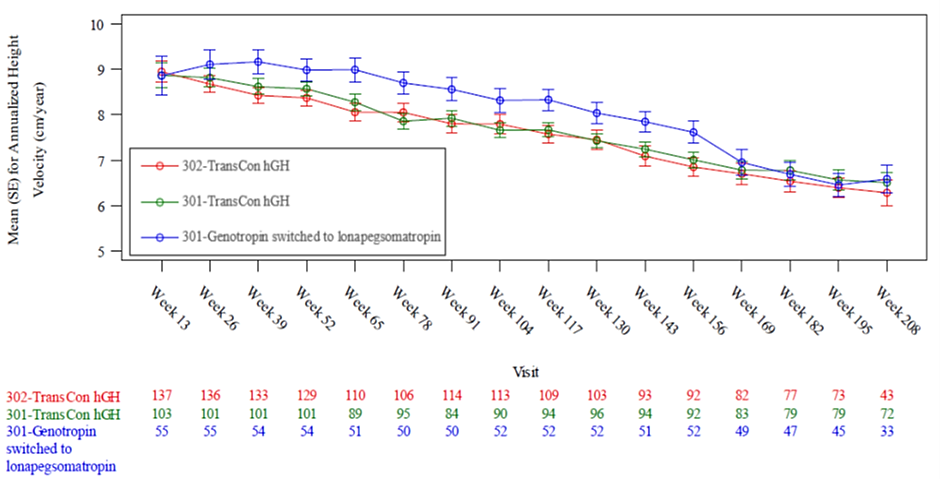 Mean (SE) for Annualized Height
Velocity (cm/year)
10
9
8
7
6
5
302-TransCon hGH
301-TransCon hGH
301-Genotropin switched to lonapegsomatropin
Week 13
Week 26
Week 39
Week 52
Week 65
Week 78
Week 91
Week 104
Week 117
Week 130
Week 143
Week 156
Week 169
Week 182
Week 195
Week 208
Visit
302-TransCon hGH 137 136 133 129 110 106 114 113 109 103 93 92 82 77 73 43
301-TransCon hGH 103 101 101 101 89 95 84 90 94 96 94 92 83 79 79 72
301-Genotropin 55 55 54 54 51 50 50 52 52 52 51 52 49 47 45 33
switched to
lonapegsomatropin